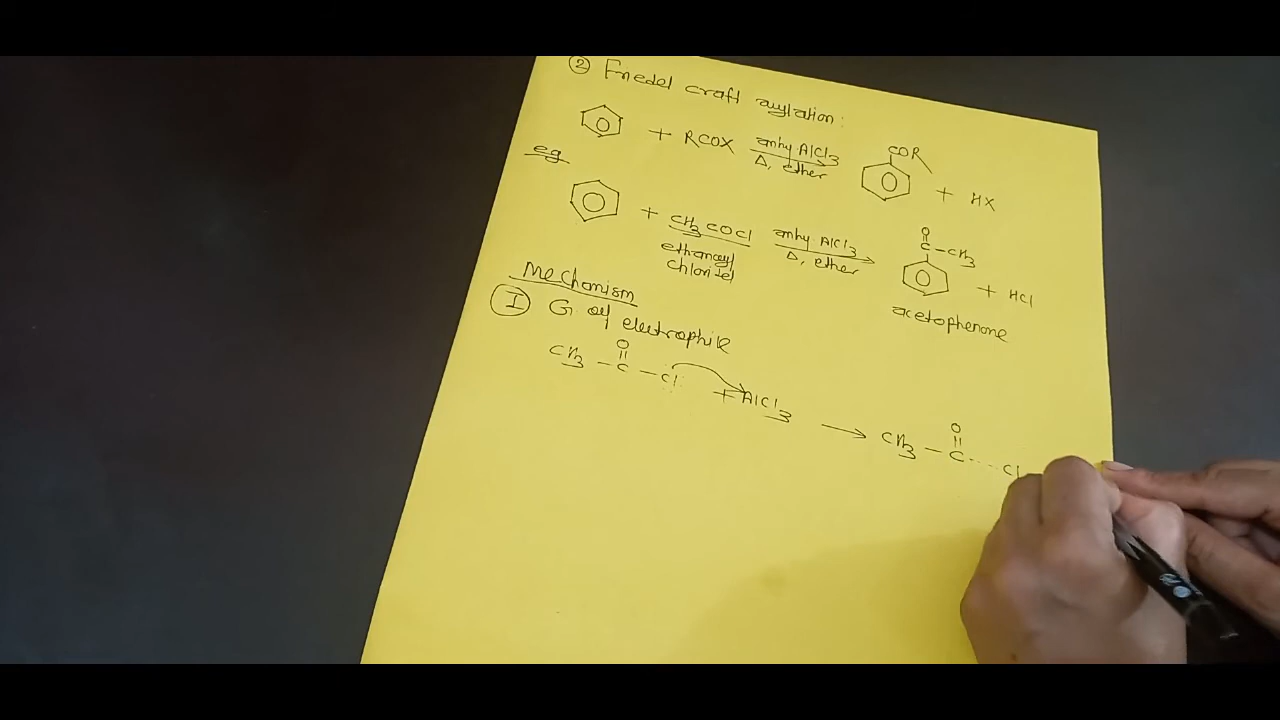 ② Friedel craft acylation:
⌬ + RCOX anhy. AlCl3 Δ, ether COR + HX
eg
+ CH3COCl anhy. AlCl3 Δ, ether O || C-CH3 + HCl
ethanoyl chloride
acetophenone
Mechanism
Ⓘ G. of electrophile
CH3 - C(=O) - Cl + AlCl3 → CH3 - C(=O) ---- Cl